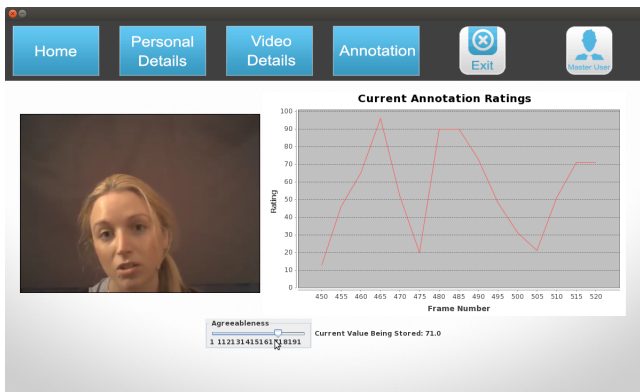 Home
Personal
Details
Video
Details
Annotation
Exit
Master User
Current Annotation Ratings
100
90
80
70
60
50
40
30
20
10
0
Rating
450 455 460 465 470 475 480 485 490 495 500 505 510 515 520
Frame Number
Agreeableness
Current Value Being Stored: 71.0
1 112131415161718191